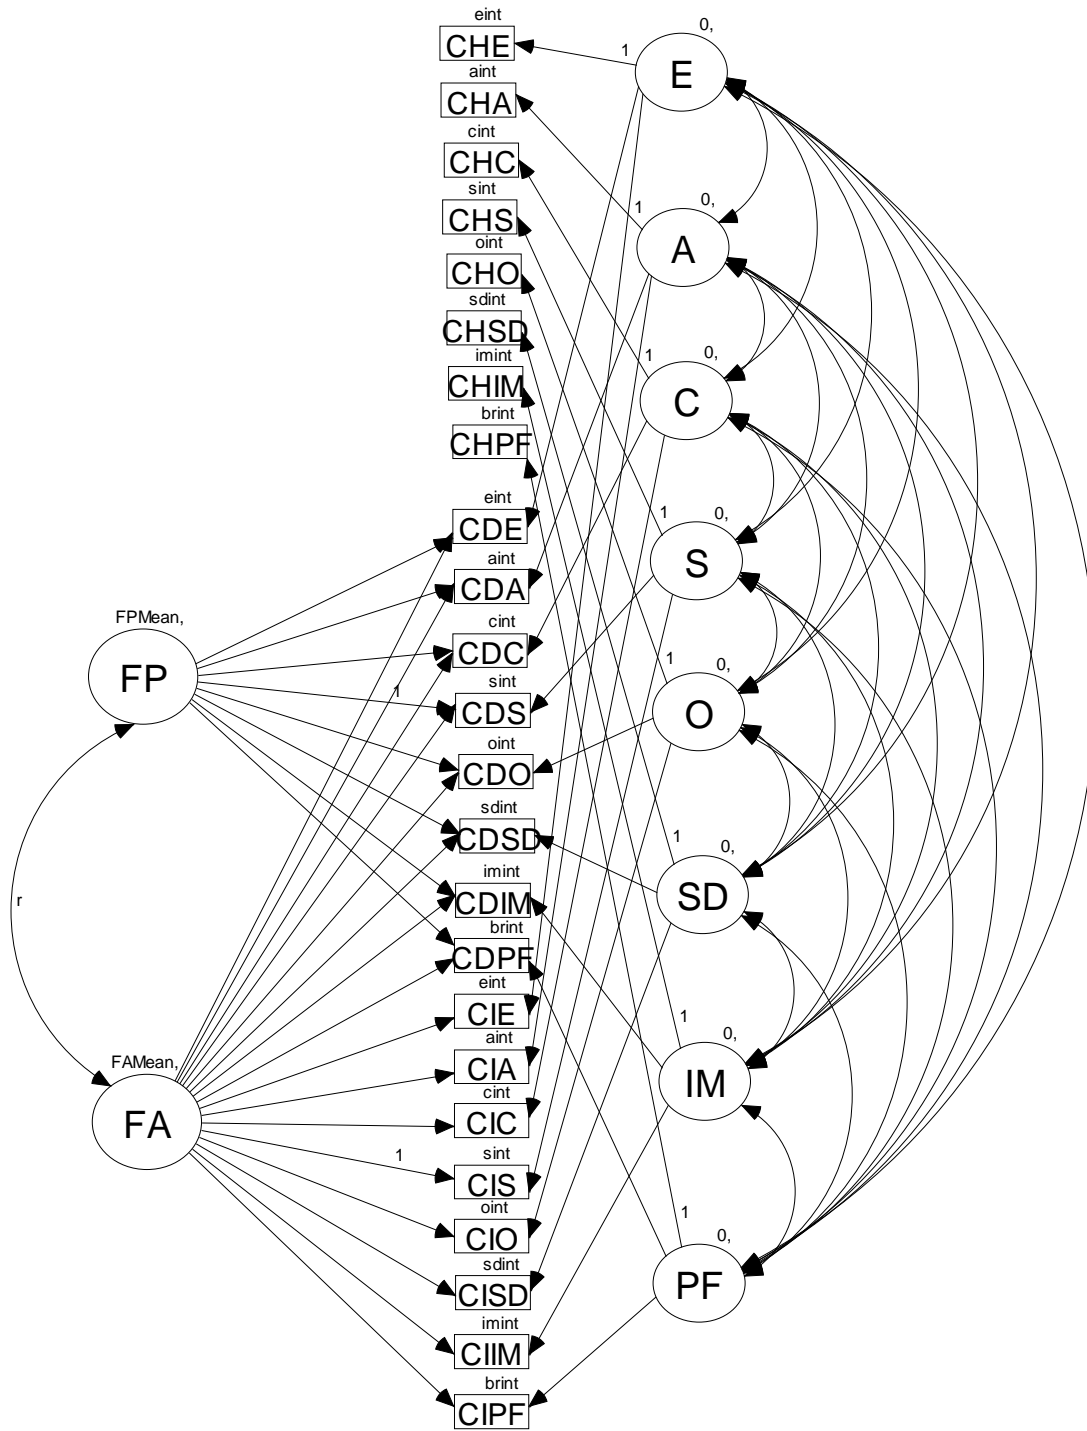 eint
CHE
aint
CHA
cint
CHC
sint
CHS
oint
CHO
sdint
CHSD
imint
CHIM
brint
CHPF
eint
CDE
aint
CDA
cint
CDC
sint
CDS
oint
CDO
sdint
CDSD
imint
CDIM
brint
CDPF
eint
CIE
aint
CIA
cint
CIC
sint
CIS
oint
CIO
sdint
CISD
imint
CIIM
brint
CIPF
FPMean,
FP
1
r
FAMean,
FA
1
0,
1
E
0,
1
A
0,
1
C
0,
1
S
0,
1
O
0,
1
SD
0,
1
IM
0,
1
PF